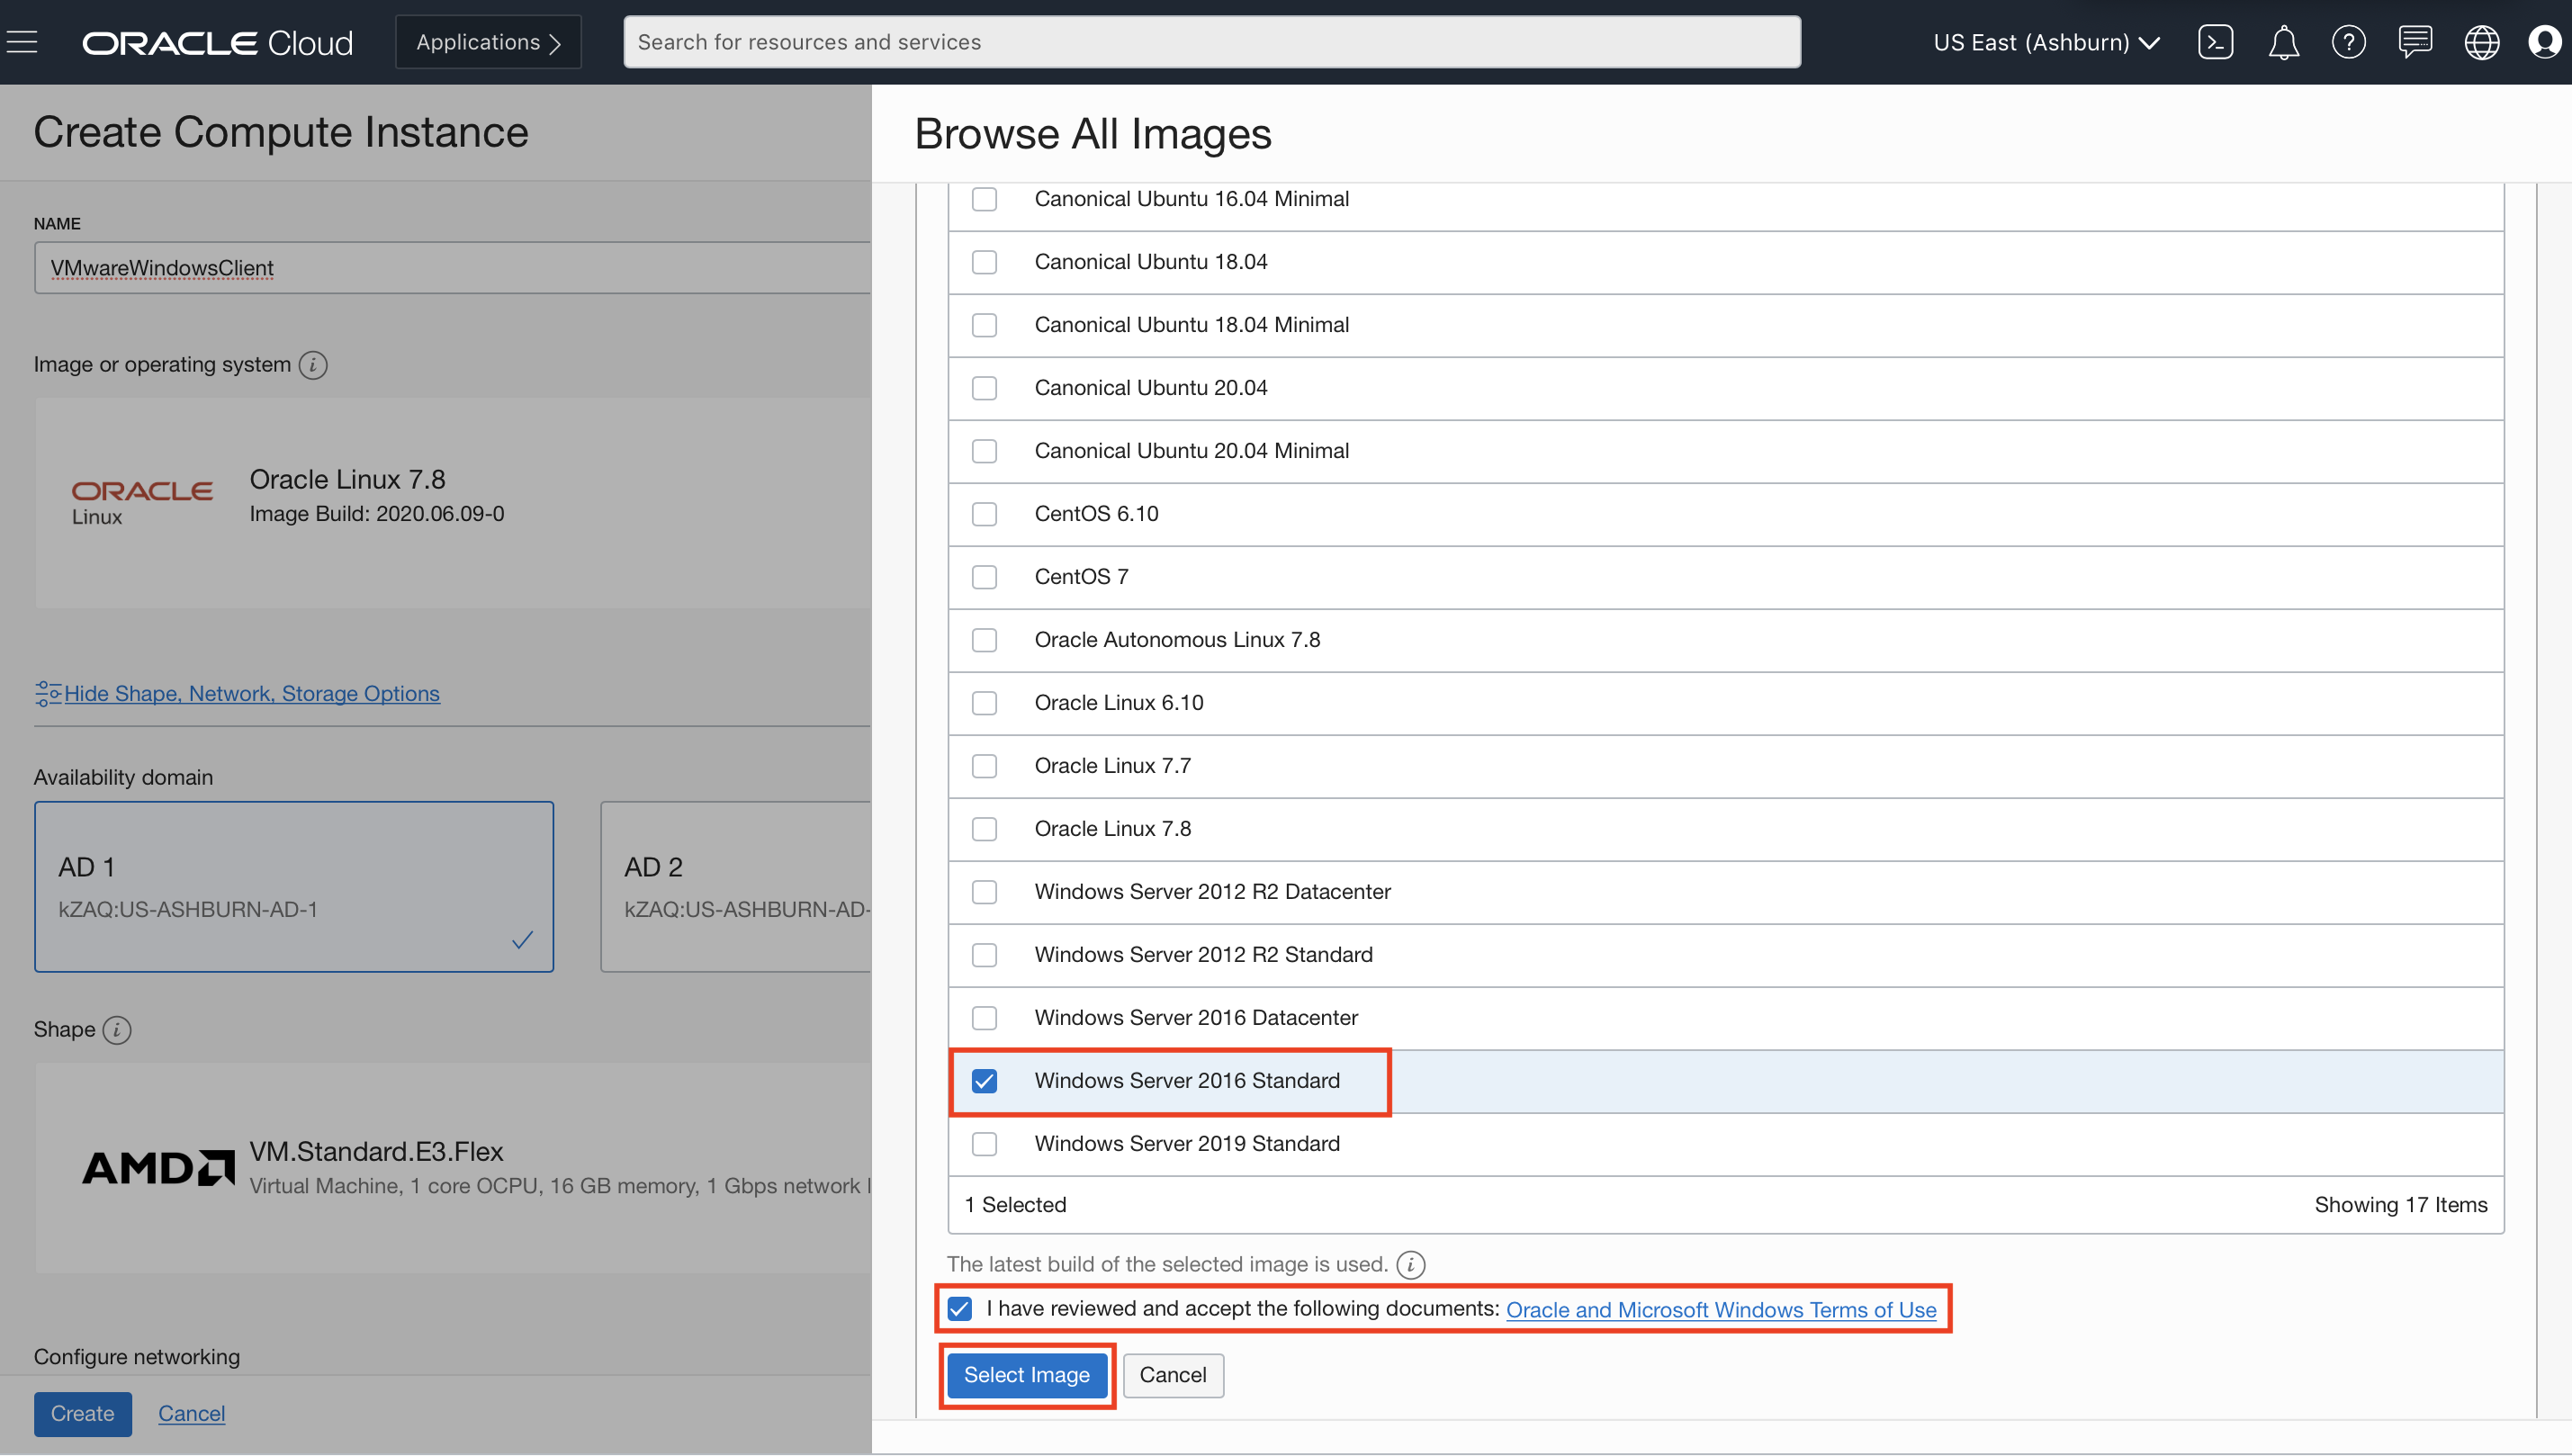 ORACLE Cloud
Applications
Search for resources and services
US East (Ashburn)
Create Compute Instance
NAME
VMwareWindowsClient
Image or operating system
ORACLE
Linux
Oracle Linux 7.8
Image Build: 2020.06.09-0
Hide Shape, Network, Storage Options
Availability domain
AD 1
kZAQ:US-ASHBURN-AD-1
AD 2
kZAQ:US-ASHBURN-AD-
Shape
AMD
VM.Standard.E3.Flex
Virtual Machine, 1 core OCPU, 16 GB memory, 1 Gbps network
Configure networking
Create
Cancel
Browse All Images
Canonical Ubuntu 16.04 Minimal
Canonical Ubuntu 18.04
Canonical Ubuntu 18.04 Minimal
Canonical Ubuntu 20.04
Canonical Ubuntu 20.04 Minimal
CentOS 6.10
CentOS 7
Oracle Autonomous Linux 7.8
Oracle Linux 6.10
Oracle Linux 7.7
Oracle Linux 7.8
Windows Server 2012 R2 Datacenter
Windows Server 2012 R2 Standard
Windows Server 2016 Datacenter
Windows Server 2016 Standard
Windows Server 2019 Standard
1 Selected
Showing 17 Items
The latest build of the selected image is used.
I have reviewed and accept the following documents: Oracle and Microsoft Windows Terms of Use
Select Image
Cancel